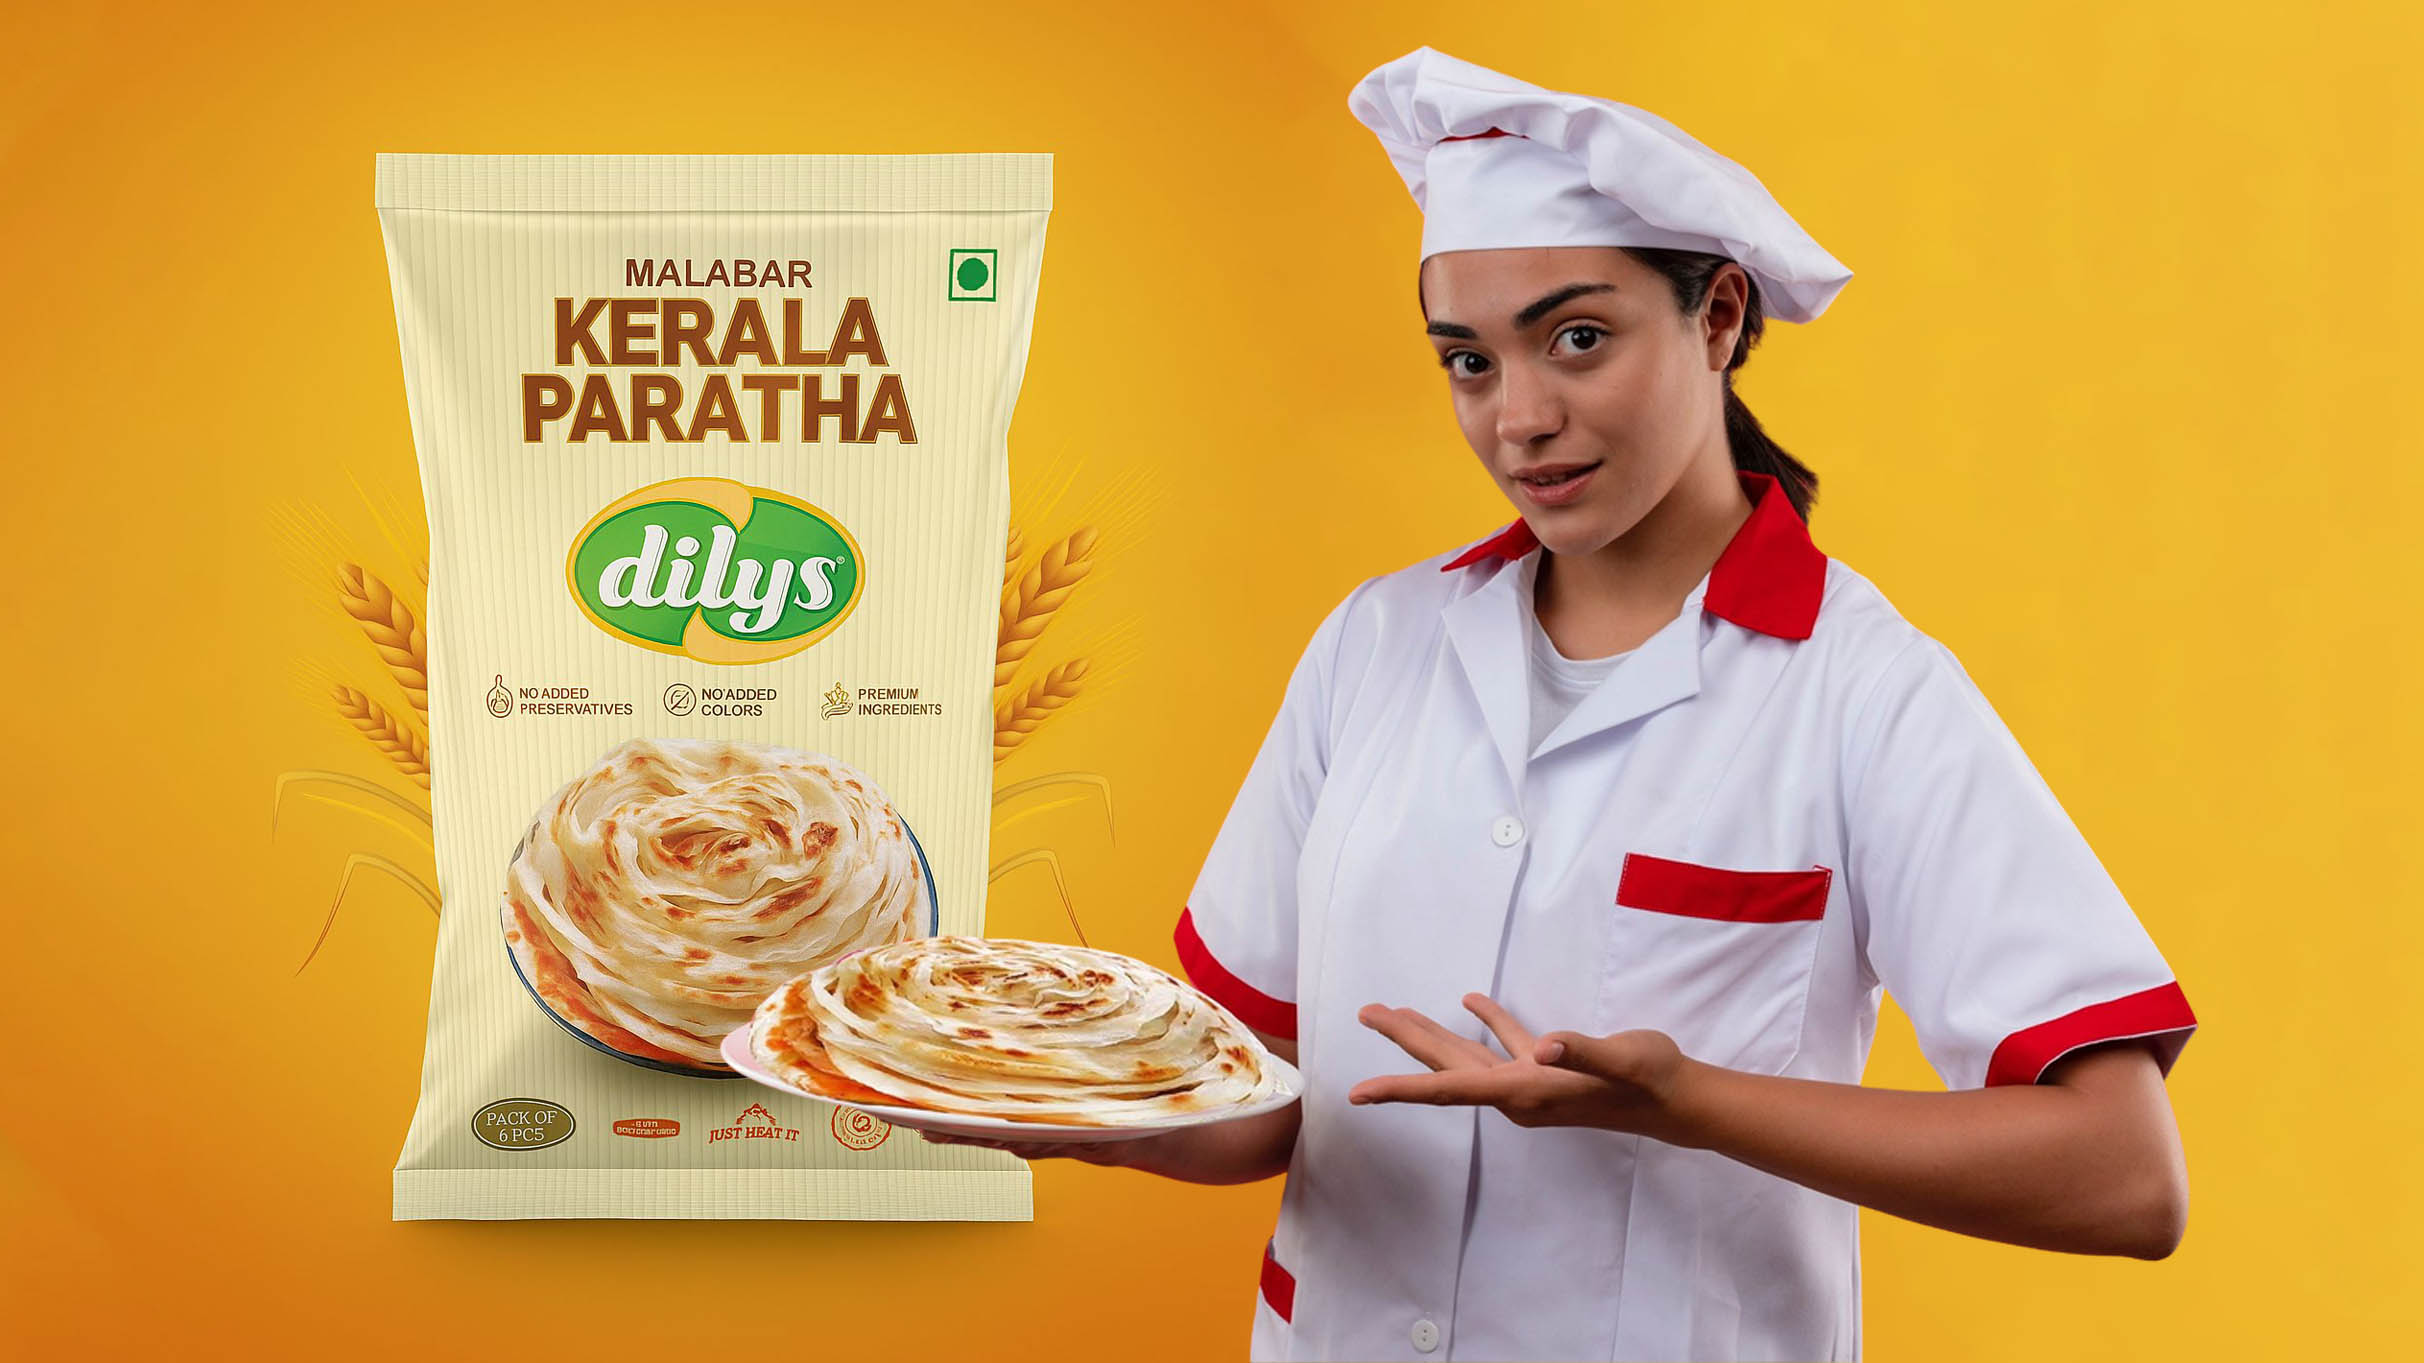 MALABAR
KERALA
PARATHA
dilys®
NO ADDED
PRESERVATIVES
NO ADDED
COLORS
PREMIUM
INGREDIENTS
PACK OF
6 PC5
JUST HEAT IT